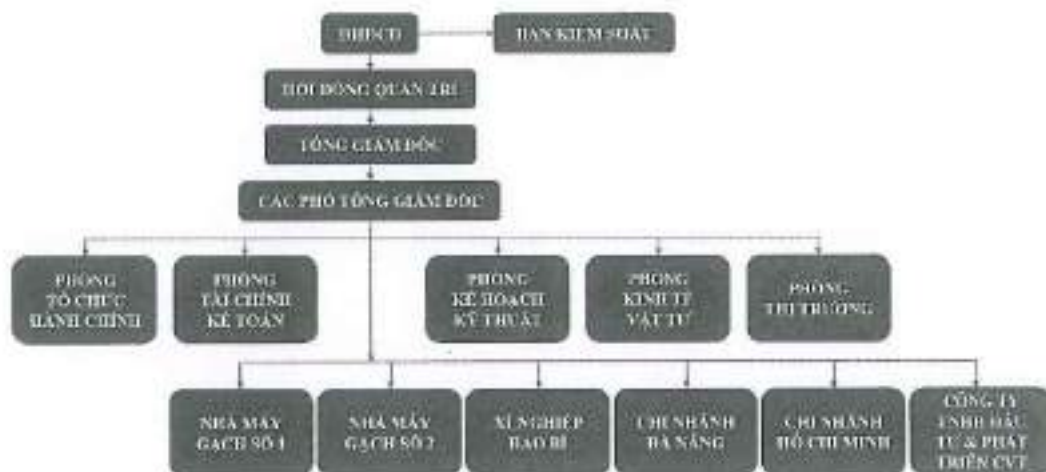 ĐHĐCĐ
BAN KIỂM SOÁT
HỘI ĐỒNG QUẢN TRỊ
TỔNG GIÁM ĐỐC
CÁC PHÓ TỔNG GIÁM ĐỐC
PHÒNG
TỔ CHỨC
HÀNH CHÍNH
PHÒNG
TÀI CHÍNH
KẾ TOÁN
PHÒNG
KẾ HOẠCH
KỸ THUẬT
PHÒNG
KINH TẾ
VẬT TƯ
PHÒNG
THỊ TRƯỜNG
NHÀ MÁY
GẠCH SỐ 1
NHÀ MÁY
GẠCH SỐ 2
XÍ NGHIỆP
BAO BÌ
CHI NHÁNH
ĐÀ NẴNG
CHI NHÁNH
HỒ CHÍ MINH
CÔNG TY
TNHH ĐẦU
TƯ & PHÁT
TRIỂN CVT